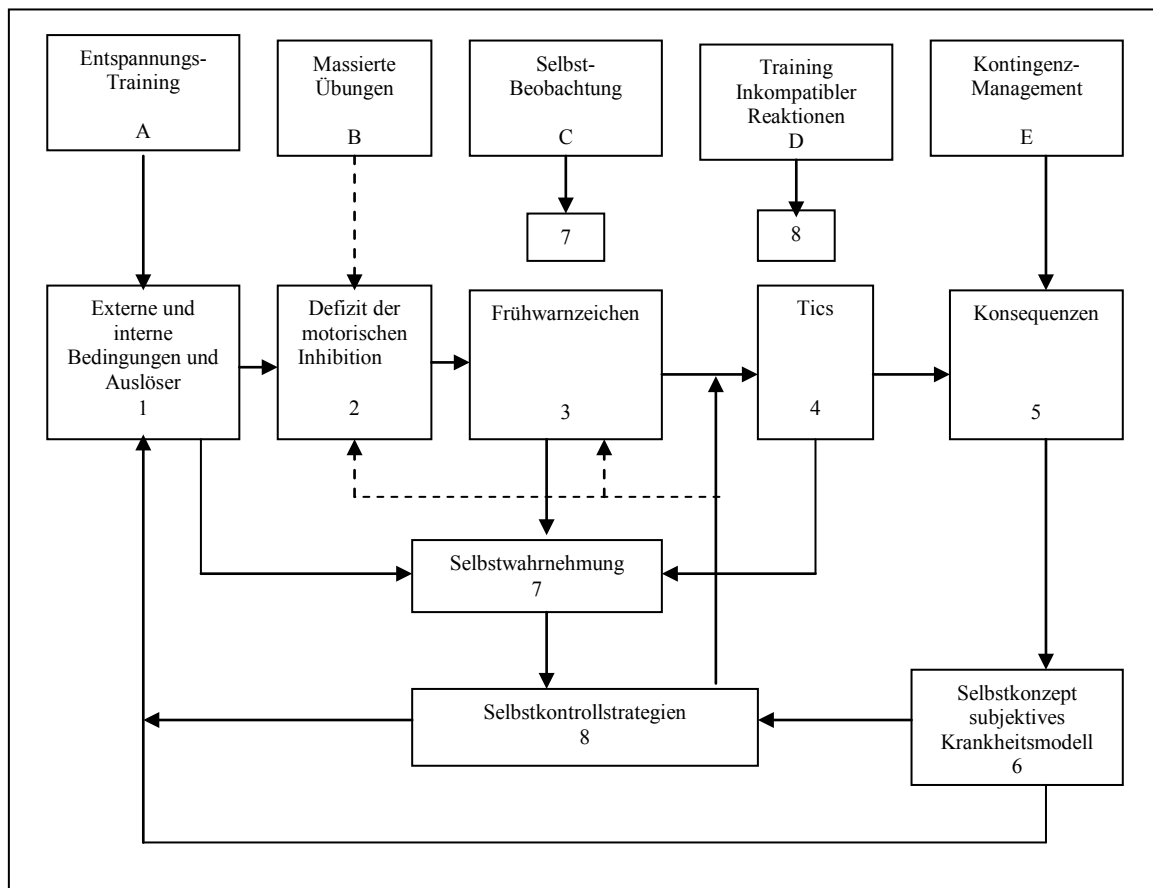 Entspannungs-
Training
A
Massierte
Übungen
B
Selbst-
Beobachtung
C
Training
Inkompatibler
Reaktionen
D
Kontingenz-
Management
E
7
8
Externe und
interne
Bedingungen und
Auslöser
1
Defizit der
motorischen
Inhibition
2
Frühwarnzeichen
3
Tics
4
Konsequenzen
5
Selbstwahrnehmung
7
Selbstkontrollstrategien
8
Selbstkonzept
subjektives
Krankheitsmodell
6